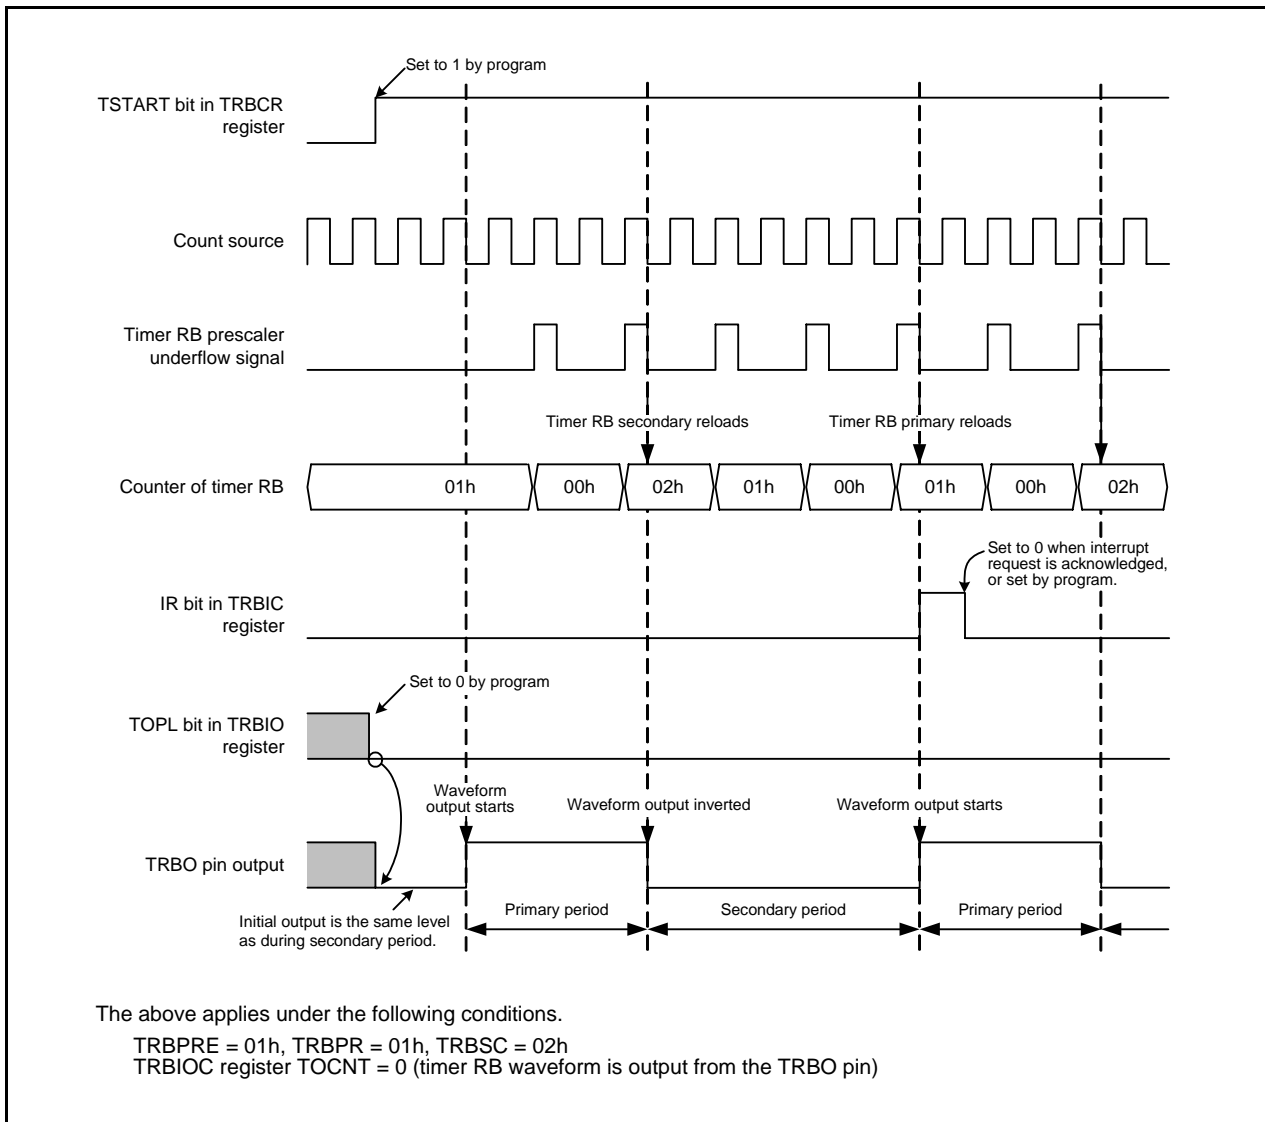 Set to 1 by program
TSTART bit in TRBCR
register
Count source
Timer RB prescaler
underflow signal
Timer RB secondary reloads
Timer RB primary reloads
Counter of timer RB
01h
00h
02h
01h
00h
01h
00h
02h
Set to 0 when interrupt
request is acknowledged,
or set by program.
IR bit in TRBIC
register
Set to 0 by program
TOPL bit in TRBIO
register
Waveform
output starts
Waveform output inverted
Waveform output starts
TRBO pin output
Initial output is the same level
as during secondary period.
Primary period
Secondary period
Primary period
The above applies under the following conditions.
TRBPRE = 01h, TRBPR = 01h, TRBSC = 02h
TRBIOC register TOCNT = 0 (timer RB waveform is output from the TRBO pin)